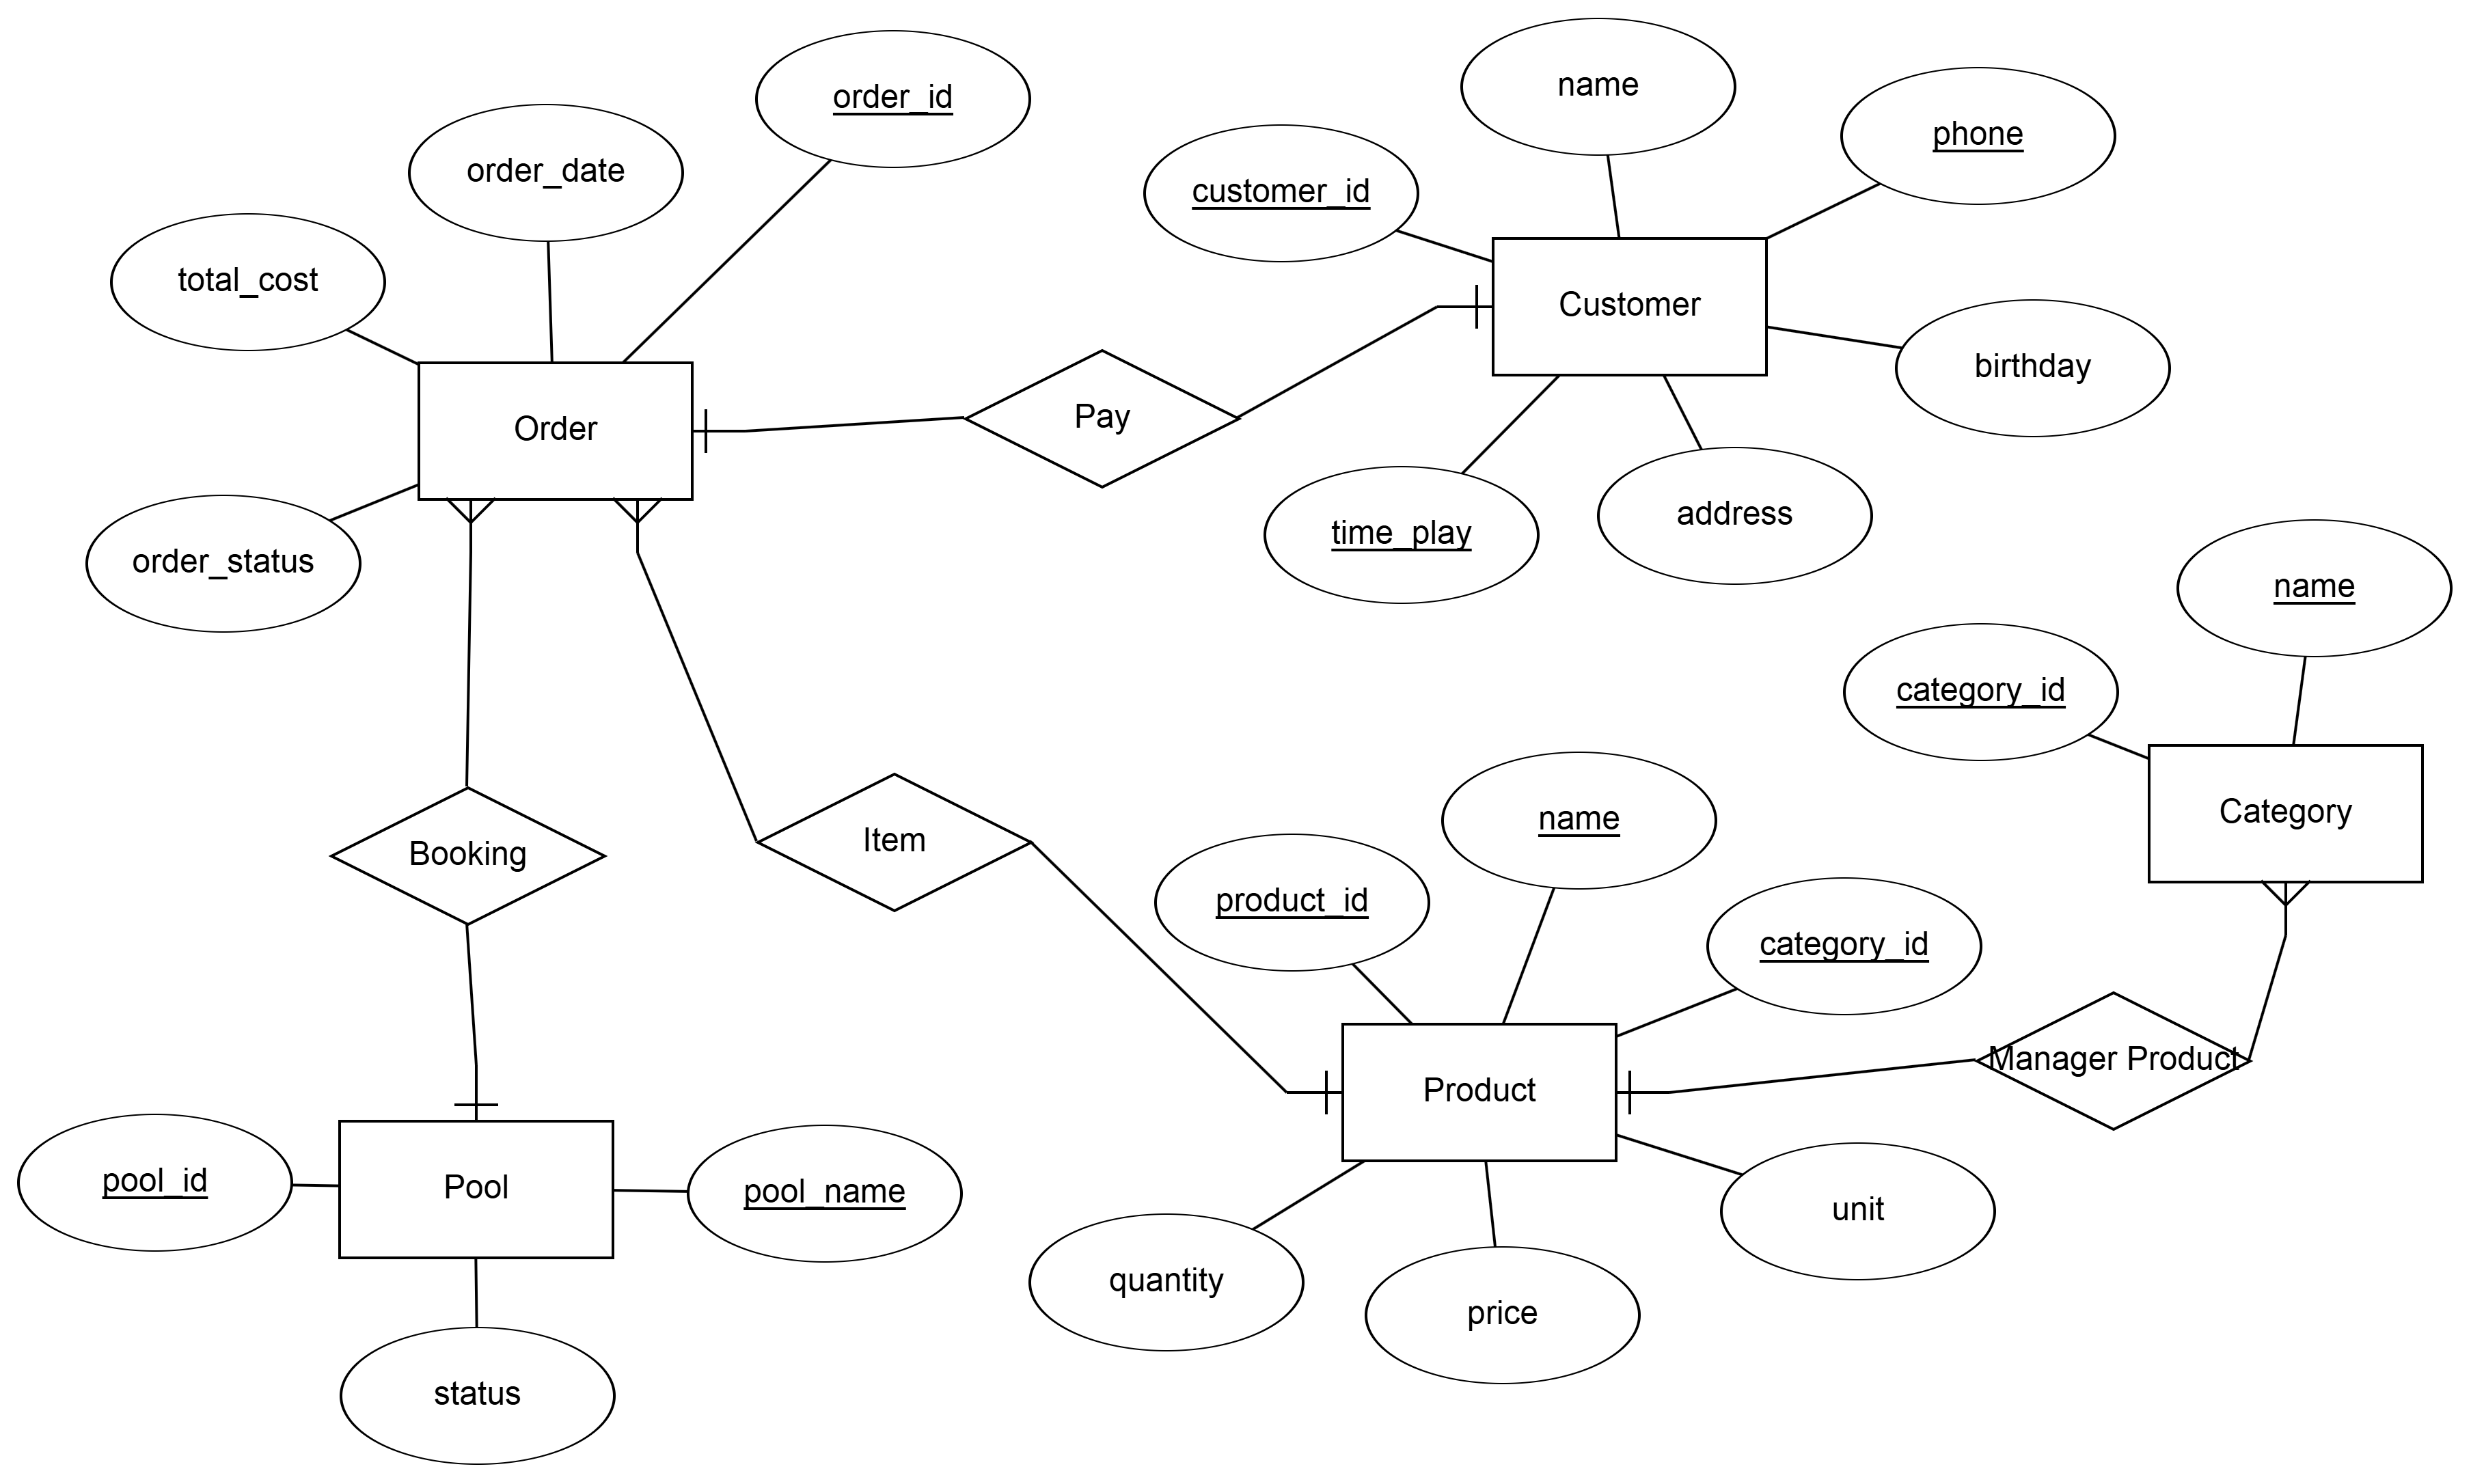 order_id
order_date
total_cost
Order
order_status
name
phone
customer_id
Customer
birthday
Pay
time_play
address
name
category_id
Category
Booking
Item
name
product_id
category_id
Manager Product
Product
pool_id
Pool
pool_name
unit
quantity
price
status